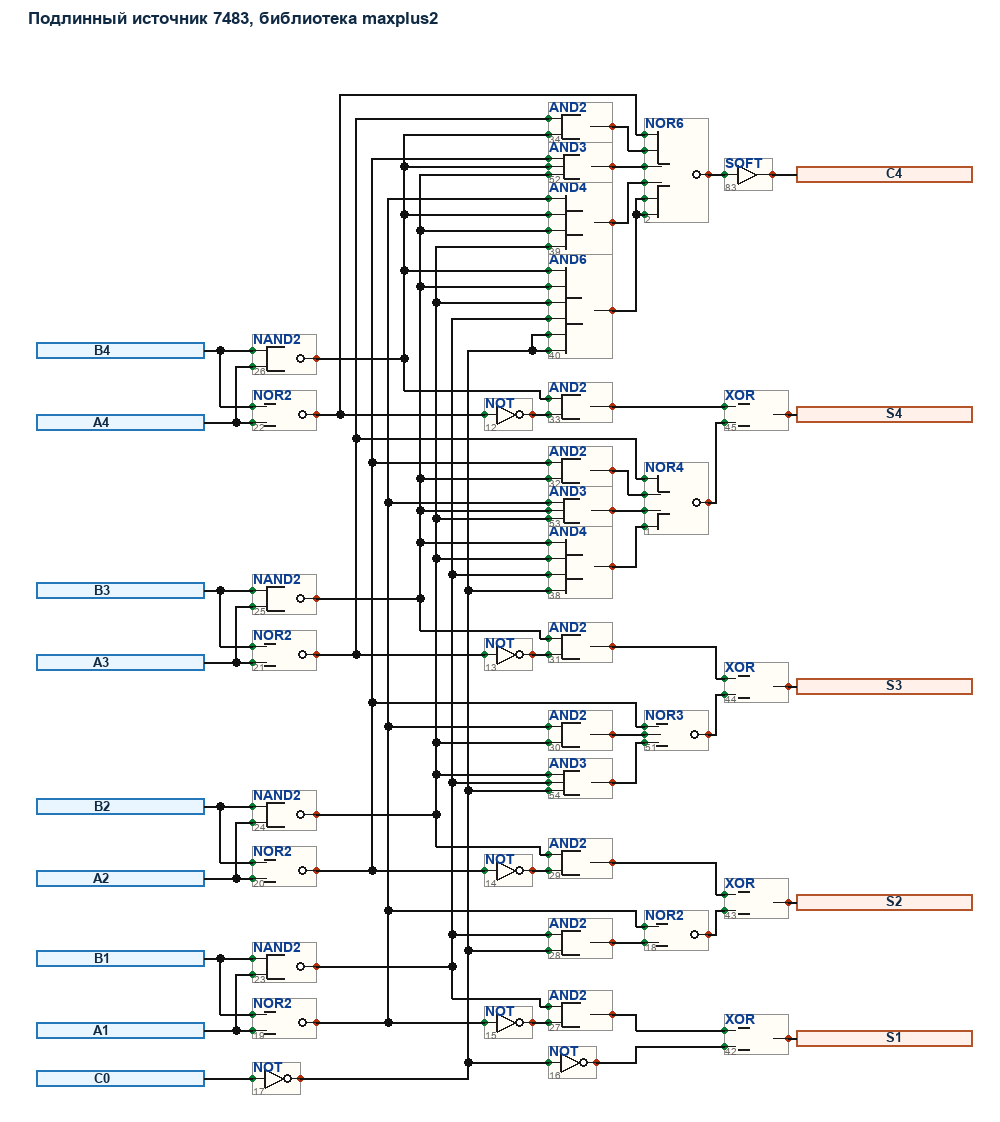 Подлинный источник 7483, библиотека maxplus2
AND2
34
NOR6
2
AND3
52
SOFT
83
C4
AND4
39
AND6
40
B4
NAND2
26
A4
NOR2
22
NOT
12
AND2
33
XOR
45
S4
AND2
32
NOR4
1
AND3
53
AND4
38
B3
NAND2
25
A3
NOR2
21
NOT
13
AND2
31
XOR
44
S3
AND2
30
NOR3
51
AND3
54
B2
NAND2
24
A2
NOR2
20
NOT
14
AND2
29
XOR
43
S2
AND2
28
NOR2
18
B1
NAND2
23
A1
NOR2
19
NOT
15
AND2
27
XOR
42
S1
C0
NOT
17
NOT
16